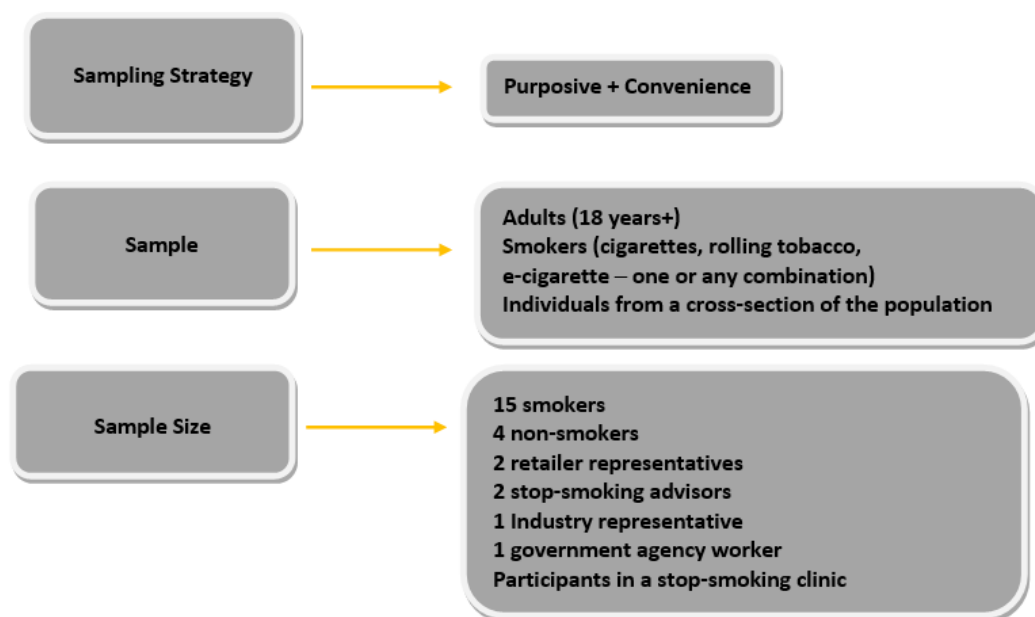 Sampling Strategy
Purposive + Convenience
Sample
Adults (18 years+)
Smokers (cigarettes, rolling tobacco,
e-cigarette – one or any combination)
Individuals from a cross-section of the population
Sample Size
15 smokers
4 non-smokers
2 retailer representatives
2 stop-smoking advisors
1 Industry representative
1 government agency worker
Participants in a stop-smoking clinic